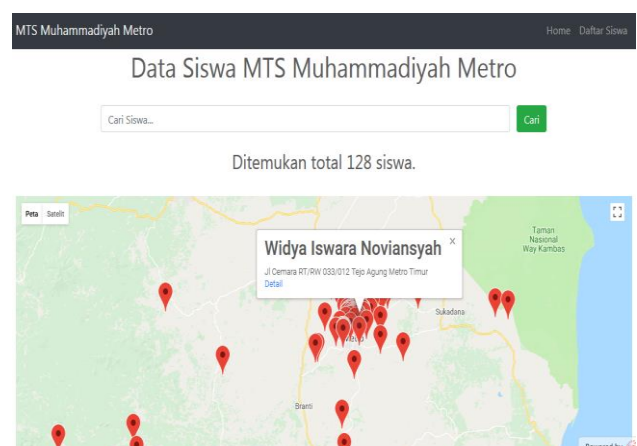 MTS Muhammadiyah Metro
Home Daftar Siswa
Data Siswa MTS Muhammadiyah Metro
Cari Siswa...
Cari
Ditemukan total 128 siswa.
Peta Satelit
Taman
Nasional
Way Kambas
Widya Iswara Noviansyah ×
Jl Cemara RT/RW 033/012 Tejo Agung Metro Timur
Detail
Sukadana
Branti
Powered by